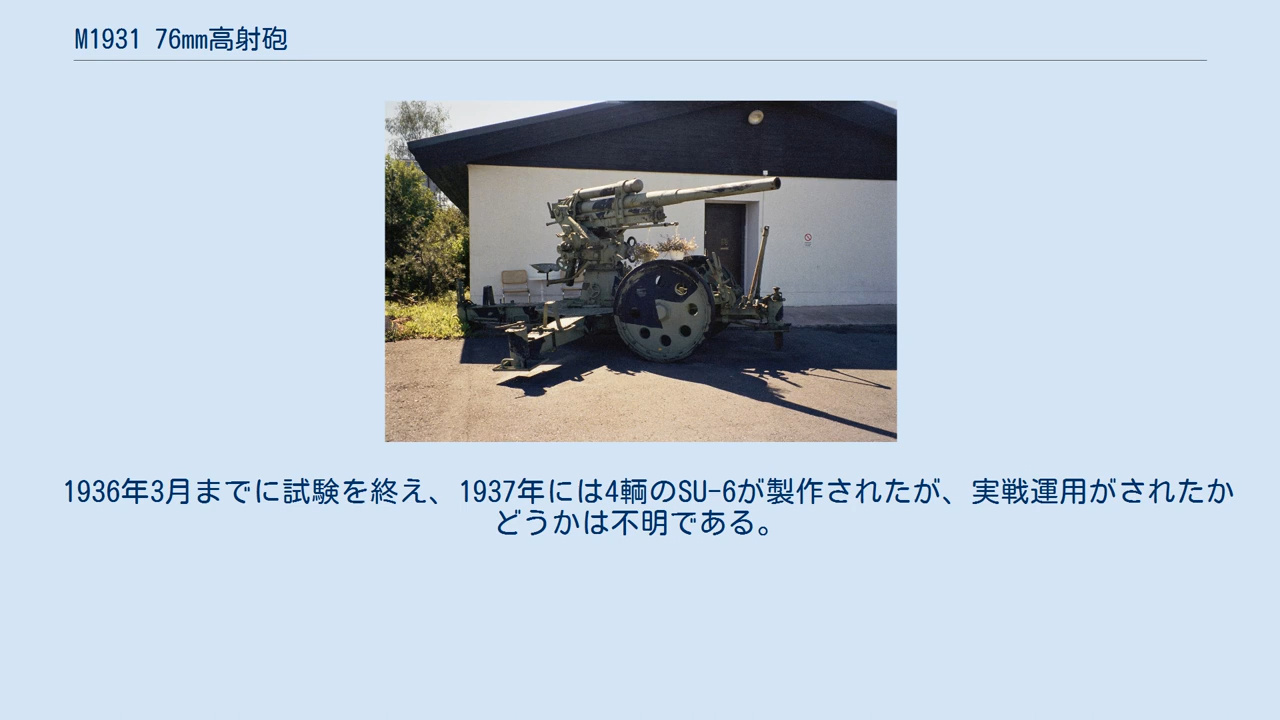 M1931 76mm高射砲
1936年3月までに試験を終え、1937年には4輌のSU-6が製作されたが、実戦運用がされたか
どうかは不明である。